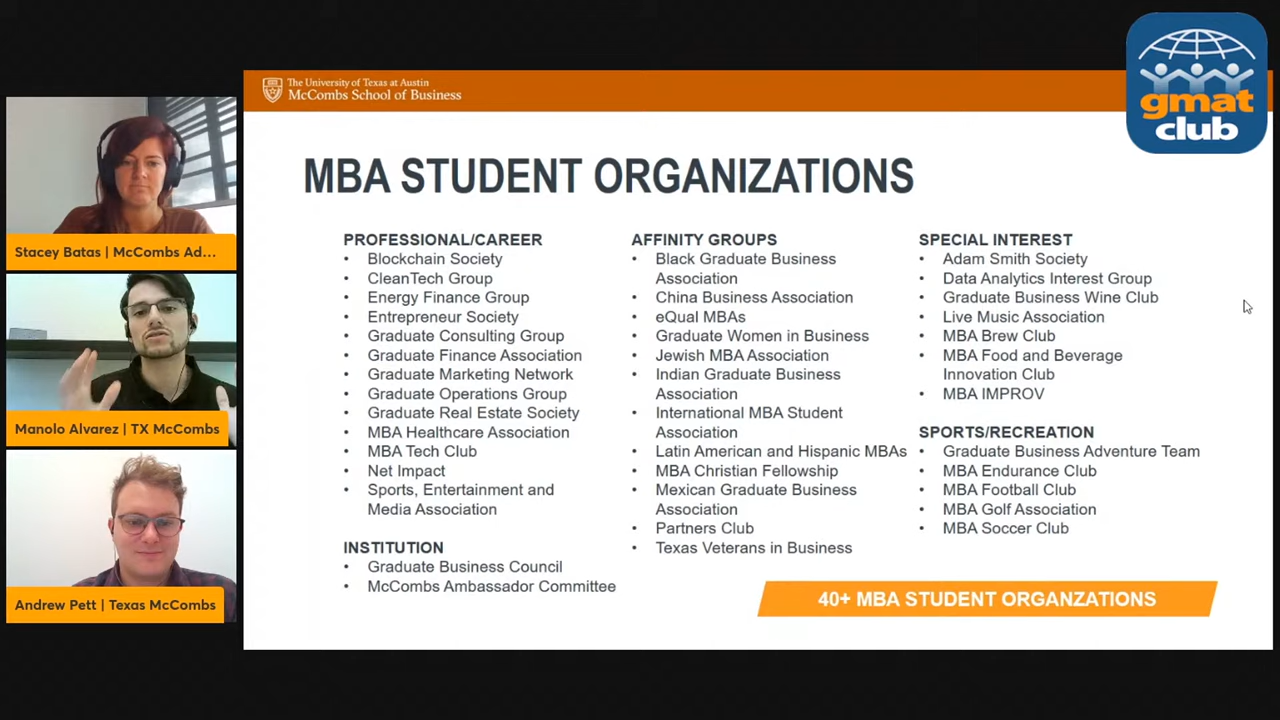 The University of Texas at Austin
McCombs School of Business
gmat
club
MBA STUDENT ORGANIZATIONS
PROFESSIONAL/CAREER
• Blockchain Society
• CleanTech Group
• Energy Finance Group
• Entrepreneur Society
• Graduate Consulting Group
• Graduate Finance Association
• Graduate Marketing Network
• Graduate Operations Group
• Graduate Real Estate Society
• MBA Healthcare Association
• MBA Tech Club
• Net Impact
• Sports, Entertainment and
Media Association
INSTITUTION
• Graduate Business Council
• McCombs Ambassador Committee
AFFINITY GROUPS
• Black Graduate Business
Association
• China Business Association
• eQual MBAs
• Graduate Women in Business
• Jewish MBA Association
• Indian Graduate Business
Association
• International MBA Student
Association
• Latin American and Hispanic MBAs
• MBA Christian Fellowship
• Mexican Graduate Business
Association
• Partners Club
• Texas Veterans in Business
SPECIAL INTEREST
• Adam Smith Society
• Data Analytics Interest Group
• Graduate Business Wine Club
• Live Music Association
• MBA Brew Club
• MBA Food and Beverage
Innovation Club
• MBA IMPROV
SPORTS/RECREATION
• Graduate Business Adventure Team
• MBA Endurance Club
• MBA Football Club
• MBA Golf Association
• MBA Soccer Club
40+ MBA STUDENT ORGANZATIONS
Stacey Batas | McCombs Ad...
Manolo Alvarez | TX McCombs
Andrew Pett | Texas McCombs